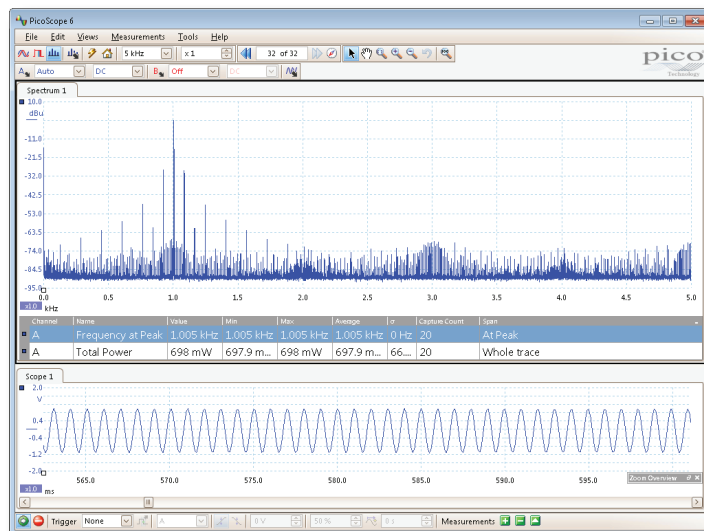 PicoScope 6
File Edit Views Measurements Tools Help
5 kHz x 1 32 of 32
pico
Technology
A Auto DC B Off DC
Spectrum 1
10.0
dBu
-11.0
-21.5
-32.0
-42.5
-53.0
-63.5
-74.0
-84.5
-95.0
0.0 0.5 1.0 1.5 2.0 2.5 3.0 3.5 4.0 4.5 5.0
x1.0 kHz
Channel Name Value Min Max Average σ Capture Count Span
A Frequency at Peak 1.005 kHz 1.005 kHz 1.005 kHz 1.005 kHz 0 Hz 20 At Peak
A Total Power 698 mW 697.9 m... 698 mW 697.9 m... 66.... 20 Whole trace
Scope 1
2.0
V
0.4
-0.4
-1.2
-2.0
565.0 570.0 575.0 580.0 585.0 590.0 595.0
x1.0 ms
Zoom Overview
Trigger None A 0 V 50 % 0 s Measurements